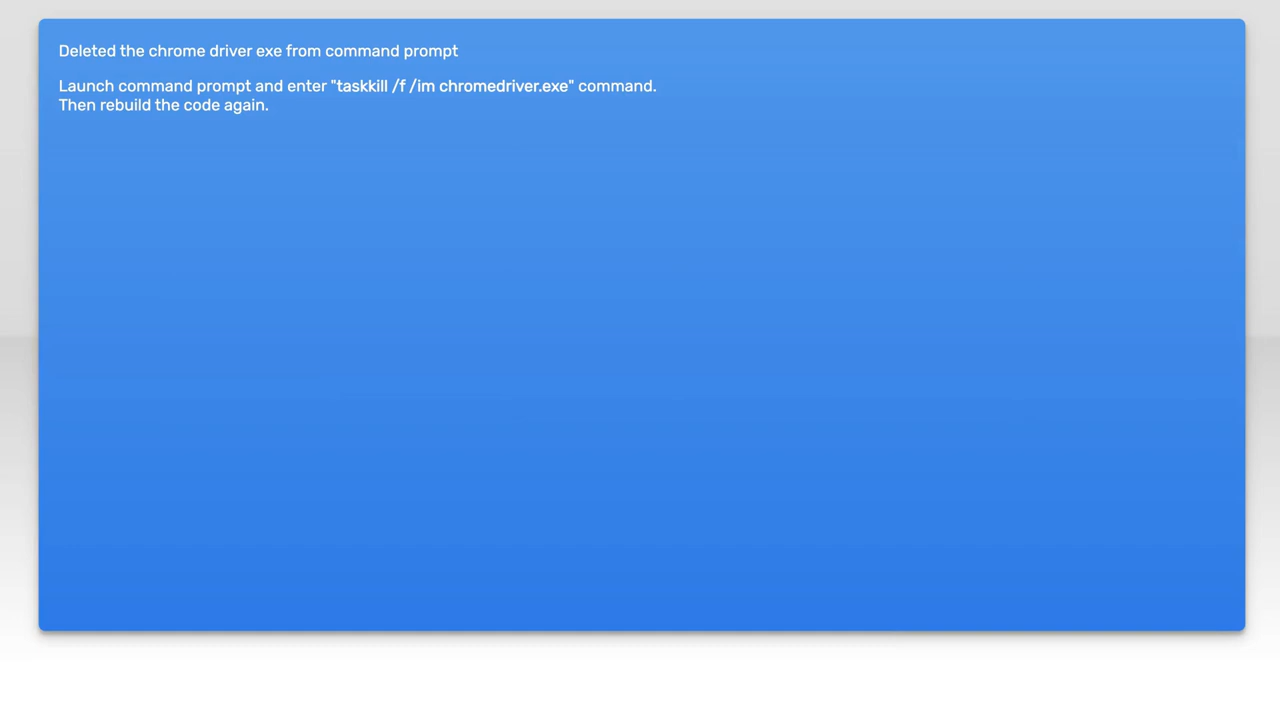 Deleted the chrome driver exe from command prompt
Launch command prompt and enter "taskkill /f /im chromedriver.exe" command.
Then rebuild the code again.